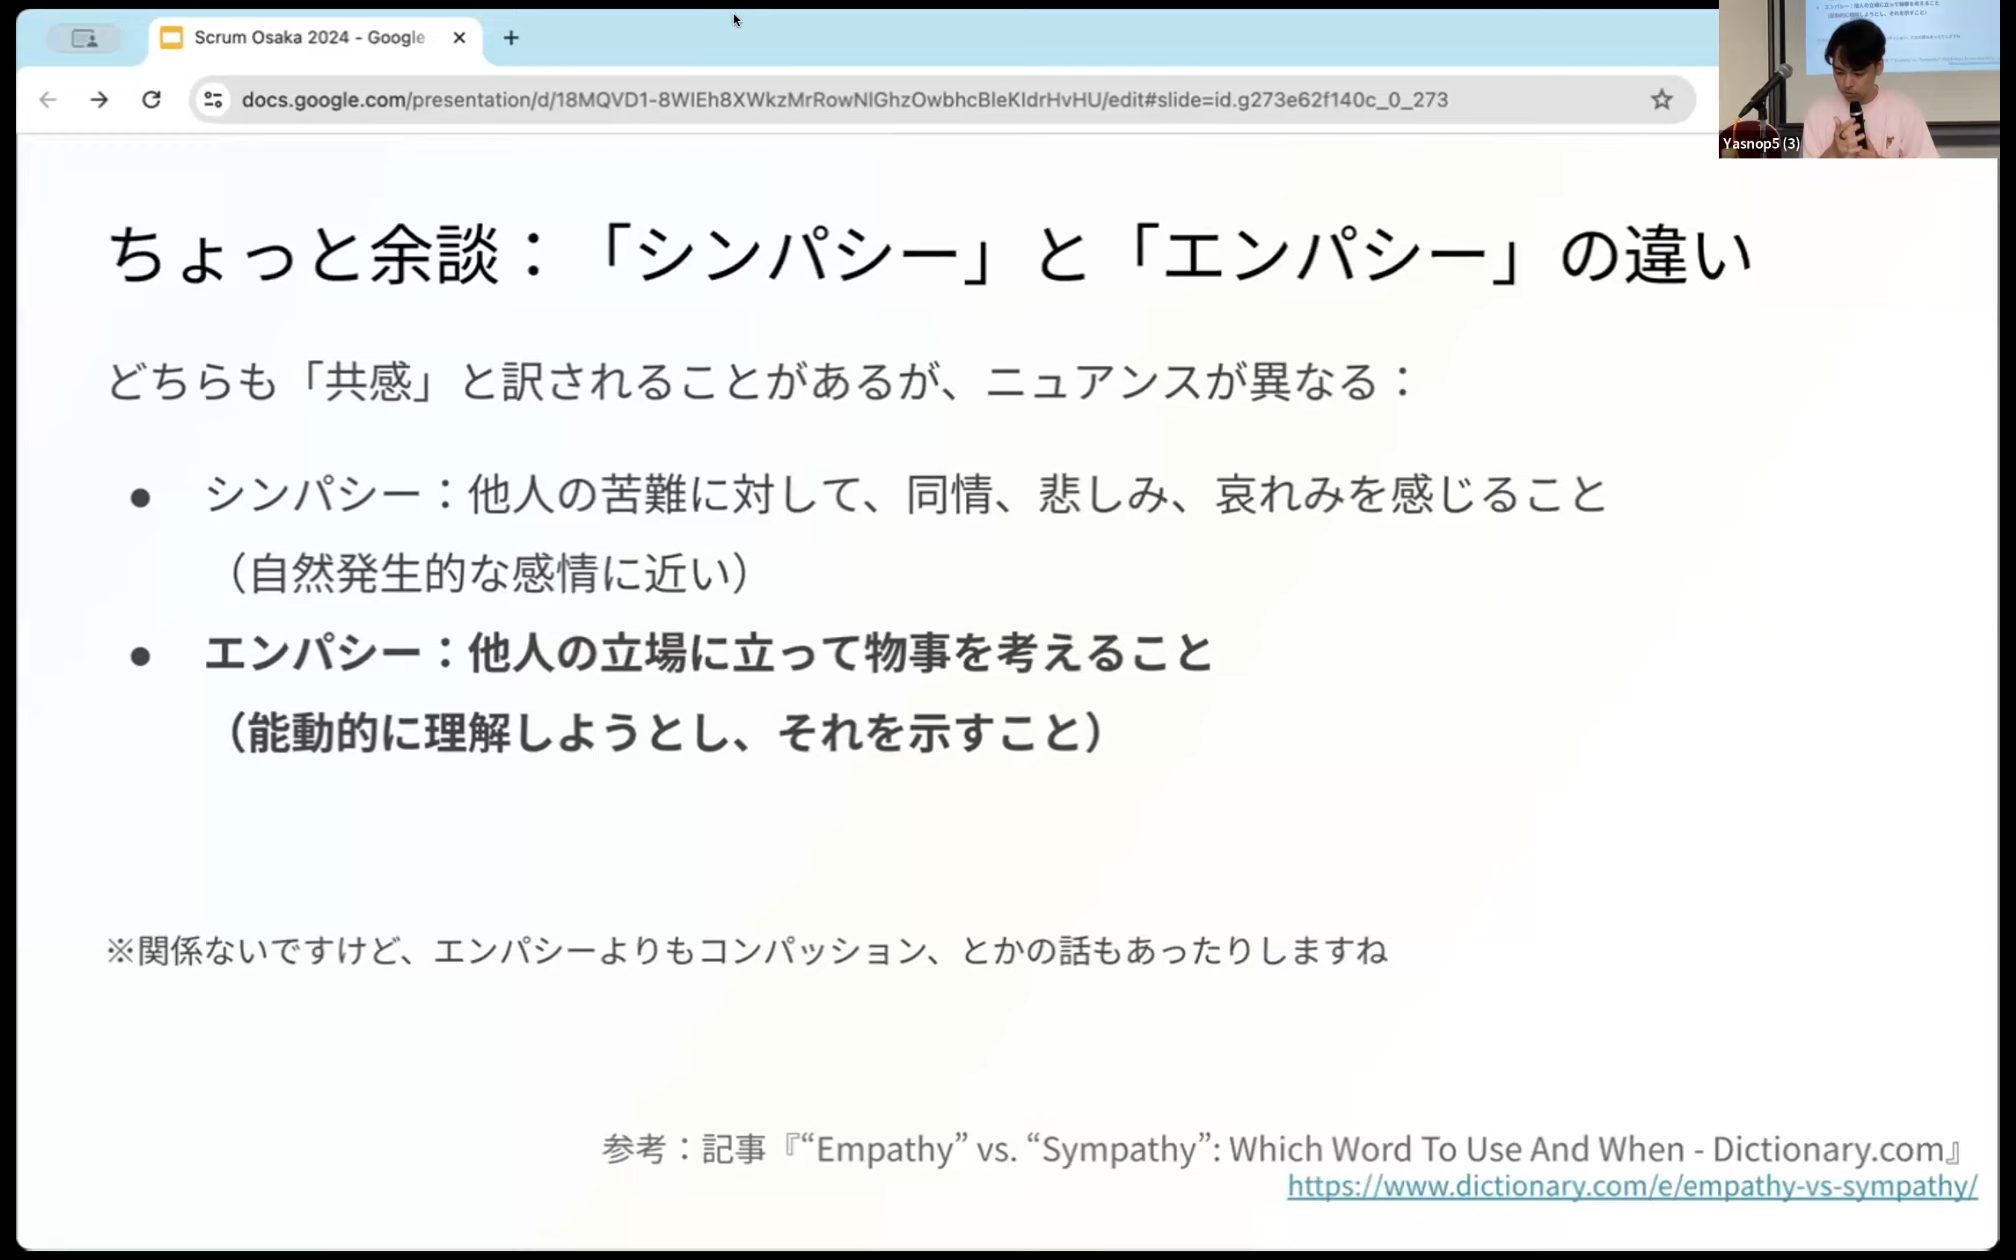 Scrum Osaka 2024 - Google
docs.google.com/presentation/d/18MQVD1-8WIEh8XWkzMrRowNlGhzOwbhcBleKIdrHvHU/edit#slide=id.g273e62f140c_0_273
Yasnop5 (3)
ちょっと余談：「シンパシー」と「エンパシー」の違い
どちらも「共感」と訳されることがあるが、ニュアンスが異なる：
● シンパシー：他人の苦難に対して、同情、悲しみ、哀れみを感じること
（自然発生的な感情に近い）
● エンパシー：他人の立場に立って物事を考えること
（能動的に理解しようとし、それを示すこと）
※関係ないですけど、エンパシーよりもコンパッション、とかの話もあったりしますね
参考：記事『“Empathy” vs. “Sympathy”: Which Word To Use And When - Dictionary.com』
https://www.dictionary.com/e/empathy-vs-sympathy/